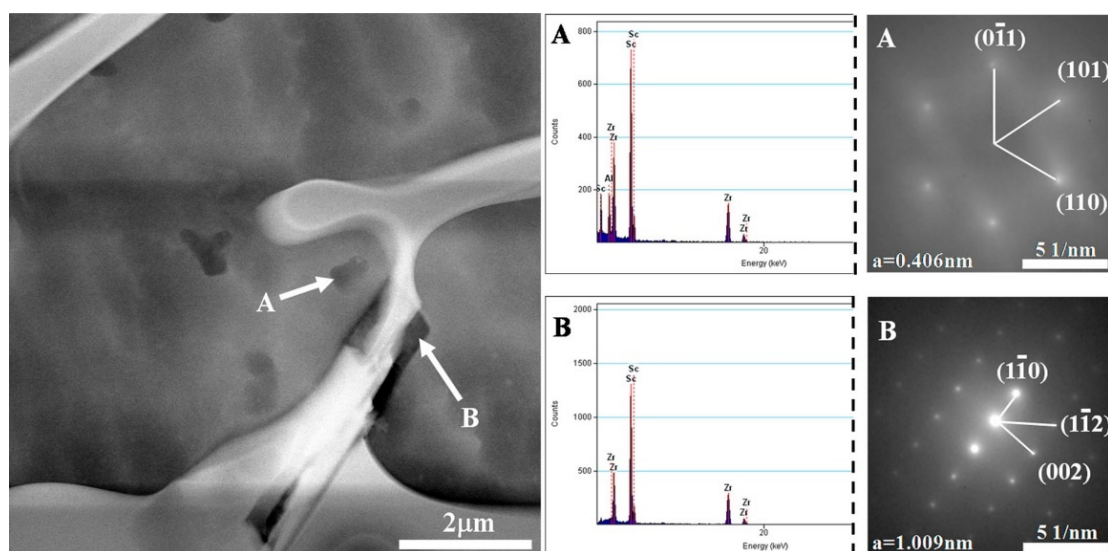 A
B
2μm
A
800
600
400
200
Counts
Sc
Sc
Zr
Zr
Al
Sc
Zr
Zr
Zr
20
Energy (keV)
B
2000
1500
1000
500
Counts
Sc
Sc
Zr
Zr
Zr
Zr
Zr
20
Energy (keV)
A
(01̅1)
(101)
(110)
a=0.406nm
5 1/nm
B
(11̅0)
(11̅2)
(002)
a=1.009nm
5 1/nm